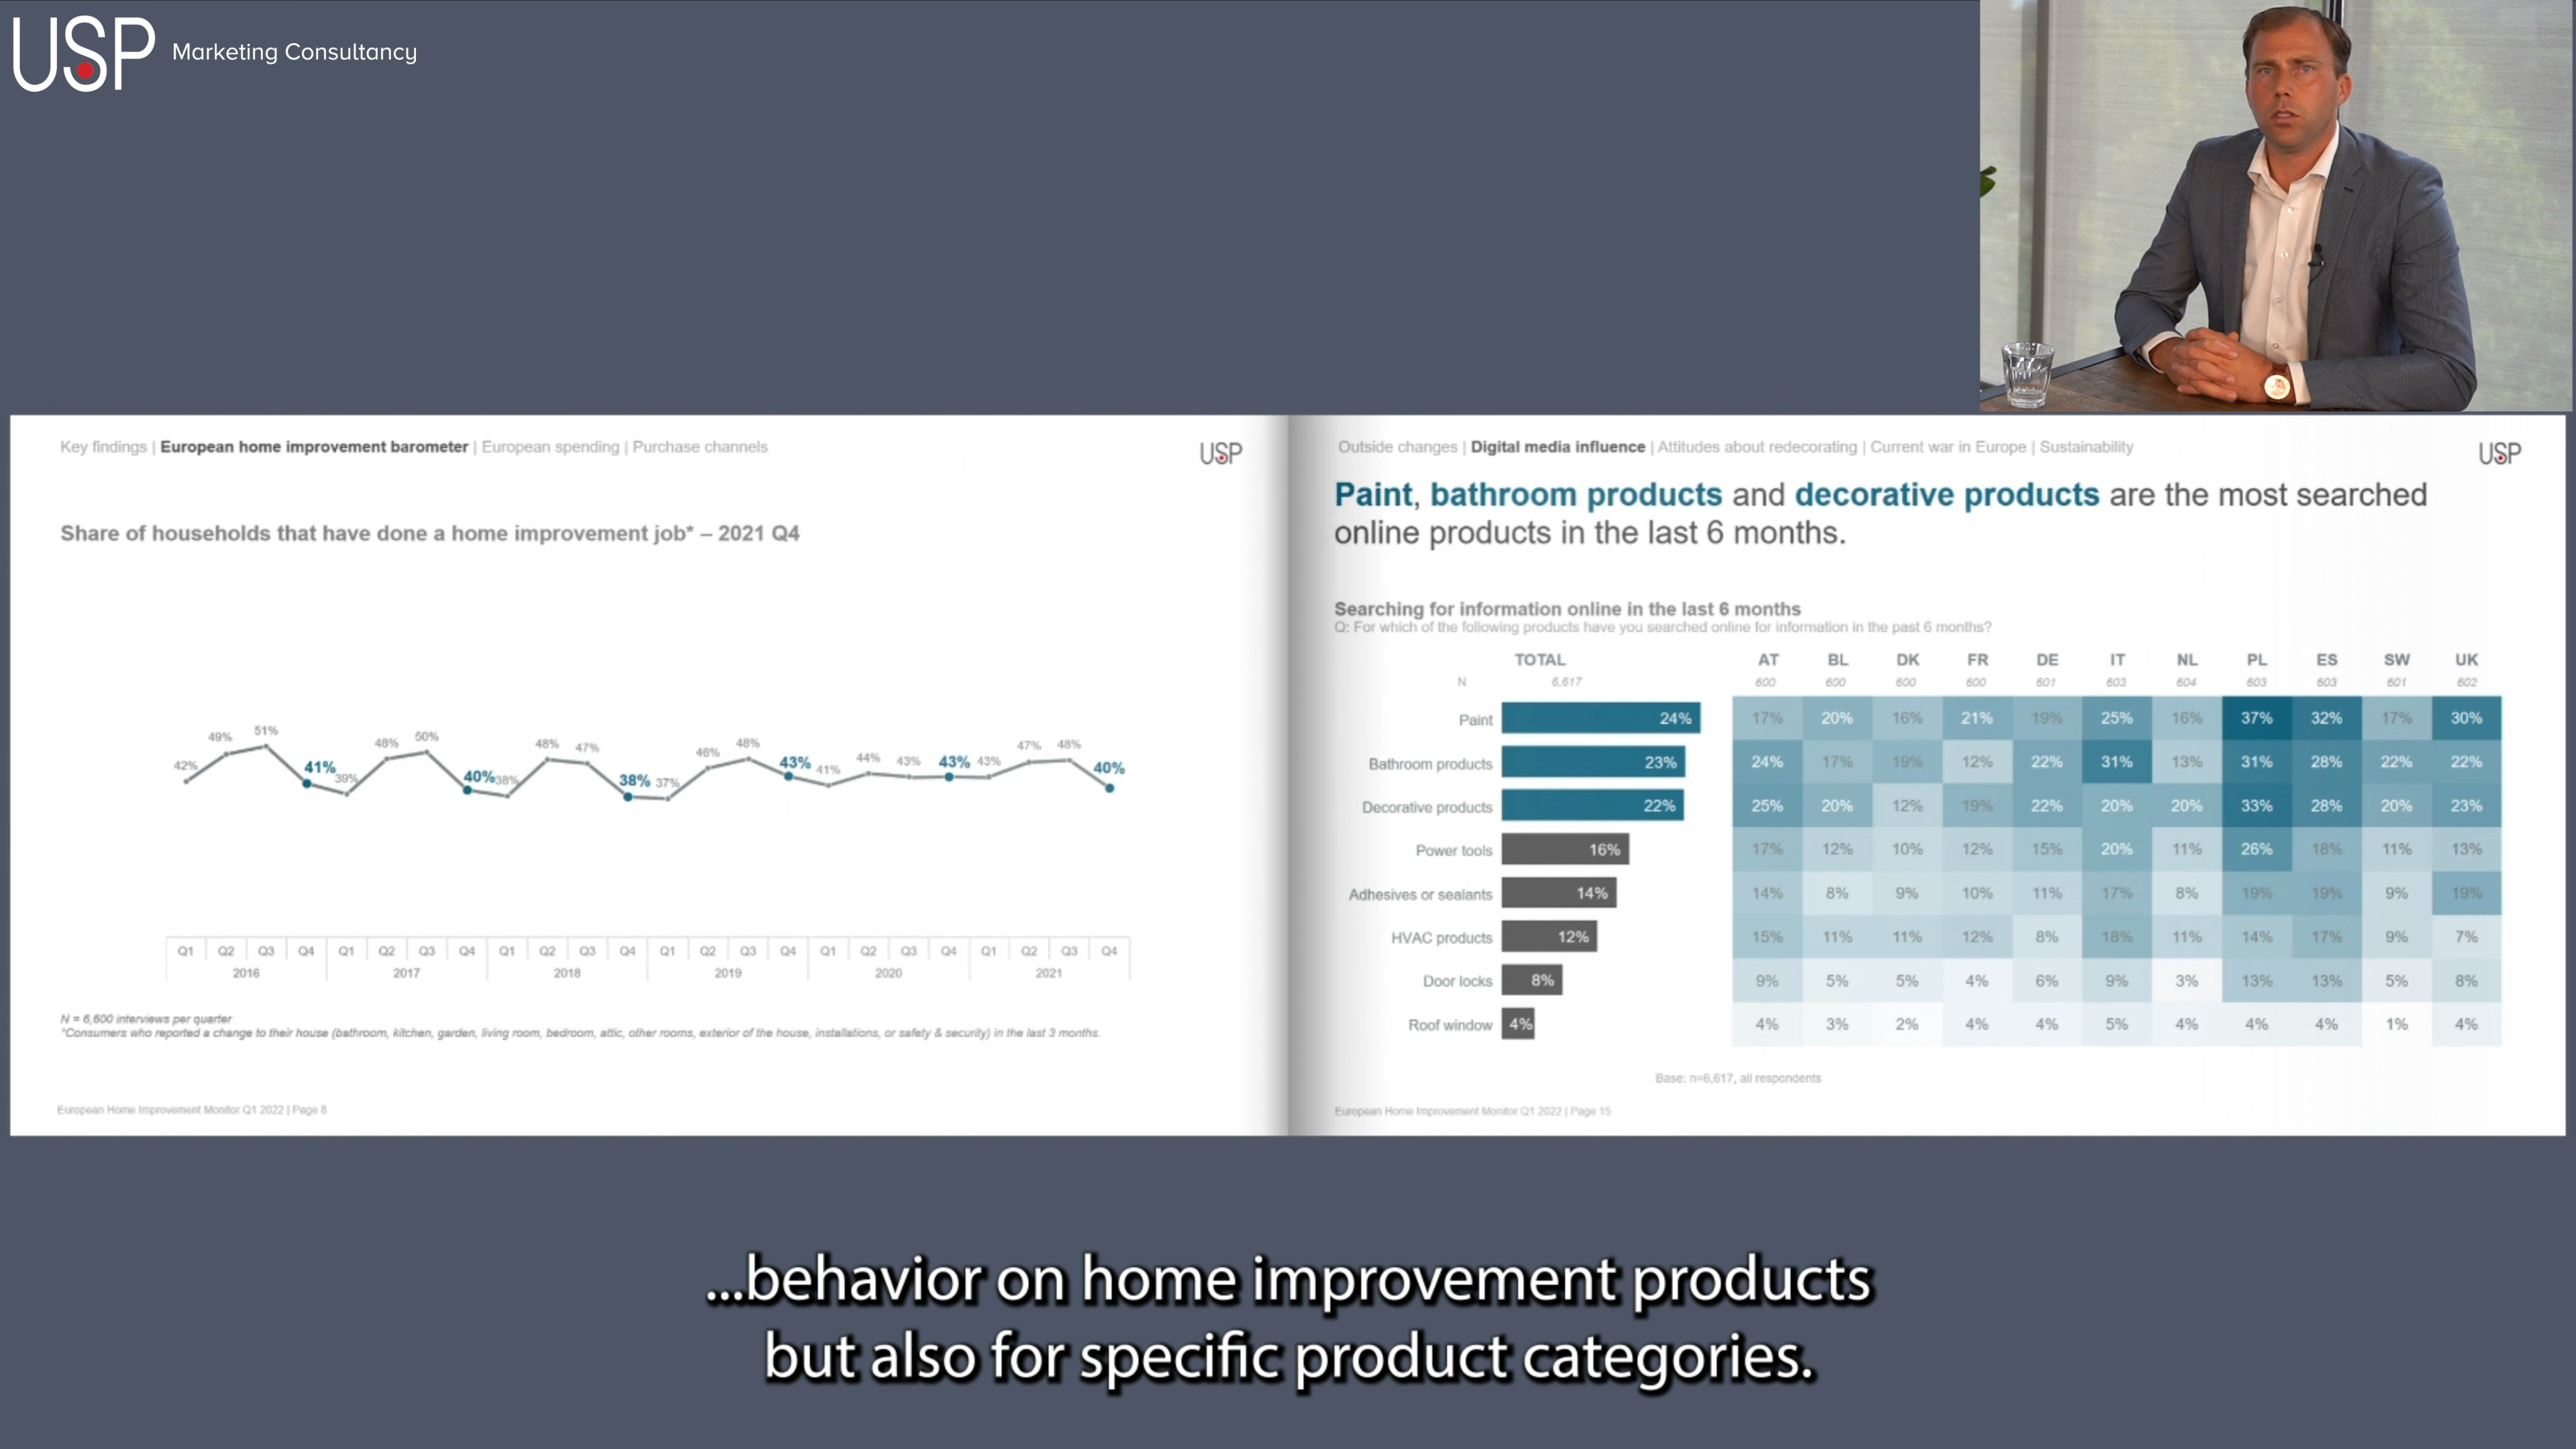 USP Marketing Consultancy
Key findings | European home improvement barometer | European spending | Purchase channels
USP
Share of households that have done a home improvement job* – 2021 Q4
42% 49% 51% 41% 39% 48% 50% 40% 38% 48% 47% 38% 37% 46% 48% 43% 41% 44% 43% 43% 43% 47% 48% 40%
Q1 Q2 Q3 Q4 Q1 Q2 Q3 Q4 Q1 Q2 Q3 Q4 Q1 Q2 Q3 Q4 Q1 Q2 Q3 Q4 Q1 Q2 Q3 Q4
2016 2017 2018 2019 2020 2021
N = 6,600 interviews per quarter
*Consumers who reported a change to their house (bathroom, kitchen, garden, living room, bedroom, attic, other rooms, exterior of the house, installations, or safety & security) in the last 3 months.
European Home Improvement Monitor Q1 2022 | Page 8
Outside changes | Digital media influence | Attitudes about redecorating | Current war in Europe | Sustainability
USP
Paint, bathroom products and decorative products are the most searched
online products in the last 6 months.
Searching for information online in the last 6 months
Q: For which of the following products have you searched online for information in the past 6 months?
TOTAL AT BL DK FR DE IT NL PL ES SW UK
N 6,617 600 600 600 600 601 603 604 603 603 601 602
Paint 24% 17% 20% 16% 21% 19% 25% 16% 37% 32% 17% 30%
Bathroom products 23% 24% 17% 19% 12% 22% 31% 13% 31% 28% 22% 22%
Decorative products 22% 25% 20% 12% 19% 22% 20% 20% 33% 28% 20% 23%
Power tools 16% 17% 12% 10% 12% 15% 20% 11% 26% 18% 11% 13%
Adhesives or sealants 14% 14% 8% 9% 10% 11% 17% 8% 19% 19% 9% 19%
HVAC products 12% 15% 11% 11% 12% 8% 18% 11% 14% 17% 9% 7%
Door locks 8% 9% 5% 5% 4% 6% 9% 3% 13% 13% 5% 8%
Roof window 4% 4% 3% 2% 4% 4% 5% 4% 4% 4% 1% 4%
Base: n=6,617, all respondents
European Home Improvement Monitor Q1 2022 | Page 15
...behavior on home improvement products
but also for specific product categories.